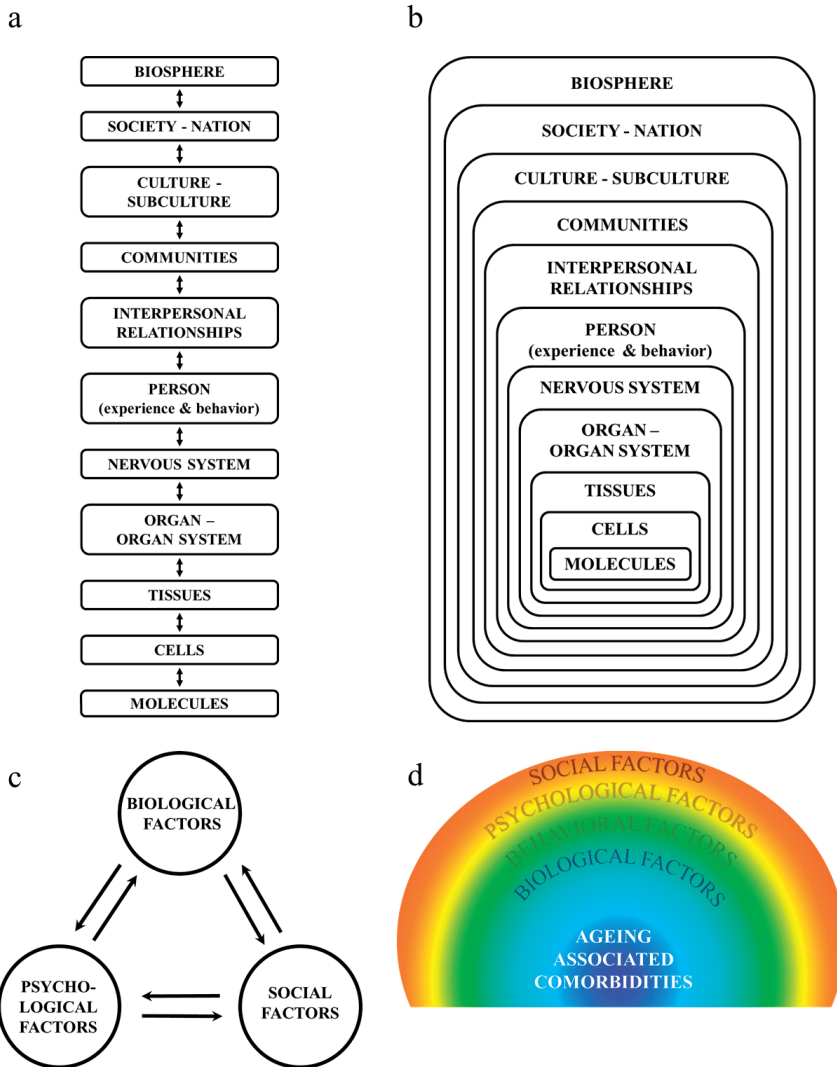 a
BIOSPHERE
SOCIETY - NATION
CULTURE -
SUBCULTURE
COMMUNITIES
INTERPERSONAL
RELATIONSHIPS
PERSON
(experience & behavior)
NERVOUS SYSTEM
ORGAN –
ORGAN SYSTEM
TISSUES
CELLS
MOLECULES
b
BIOSPHERE
SOCIETY - NATION
CULTURE - SUBCULTURE
COMMUNITIES
INTERPERSONAL
RELATIONSHIPS
PERSON
(experience & behavior)
NERVOUS SYSTEM
ORGAN –
ORGAN SYSTEM
TISSUES
CELLS
MOLECULES
c
BIOLOGICAL
FACTORS
PSYCHO-
LOGICAL
FACTORS
SOCIAL
FACTORS
d
SOCIAL FACTORS
PSYCHOLOGICAL FACTORS
BEHAVIORAL FACTORS
BIOLOGICAL FACTORS
AGEING
ASSOCIATED
COMORBIDITIES